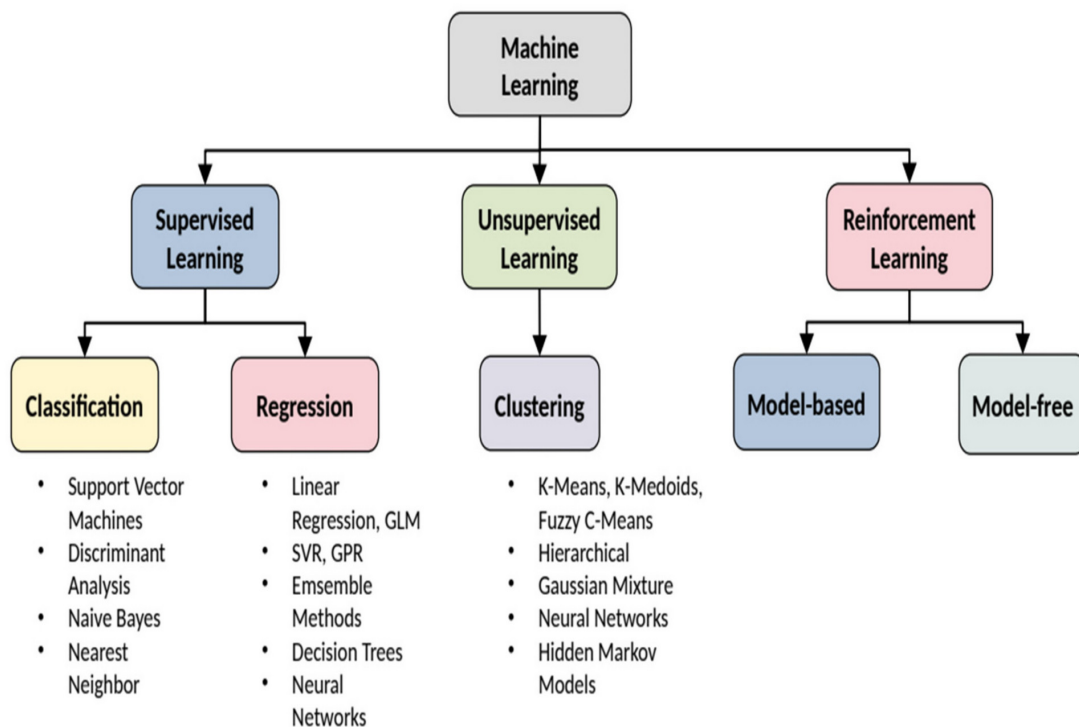 Machine
Learning
Supervised
Learning
Unsupervised
Learning
Reinforcement
Learning
Classification
Regression
Clustering
Model-based
Model-free
• Support Vector
Machines
• Discriminant
Analysis
• Naive Bayes
• Nearest
Neighbor
• Linear
Regression, GLM
• SVR, GPR
• Emsemble
Methods
• Decision Trees
• Neural
Networks
• K-Means, K-Medoids,
Fuzzy C-Means
• Hierarchical
• Gaussian Mixture
• Neural Networks
• Hidden Markov
Models